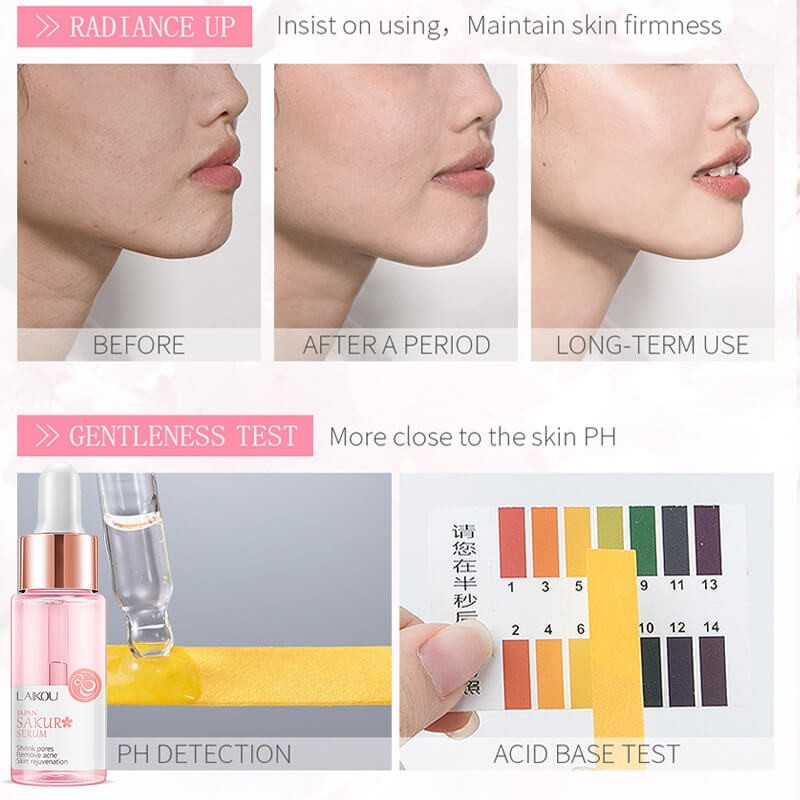 RADIANCE UP
Insist on using, Maintain skin firmness
BEFORE
AFTER A PERIOD
LONG-TERM USE
GENTLENESS TEST
More close to the skin PH
请您在半秒后
照
1 3 5 9 11 13
2 4 6 10 12 14
LAIKOU
JAPAN
SAKURA
SERUM
Shrink pores
Remove acne
Skin rejuvenation
PH DETECTION
ACID BASE TEST